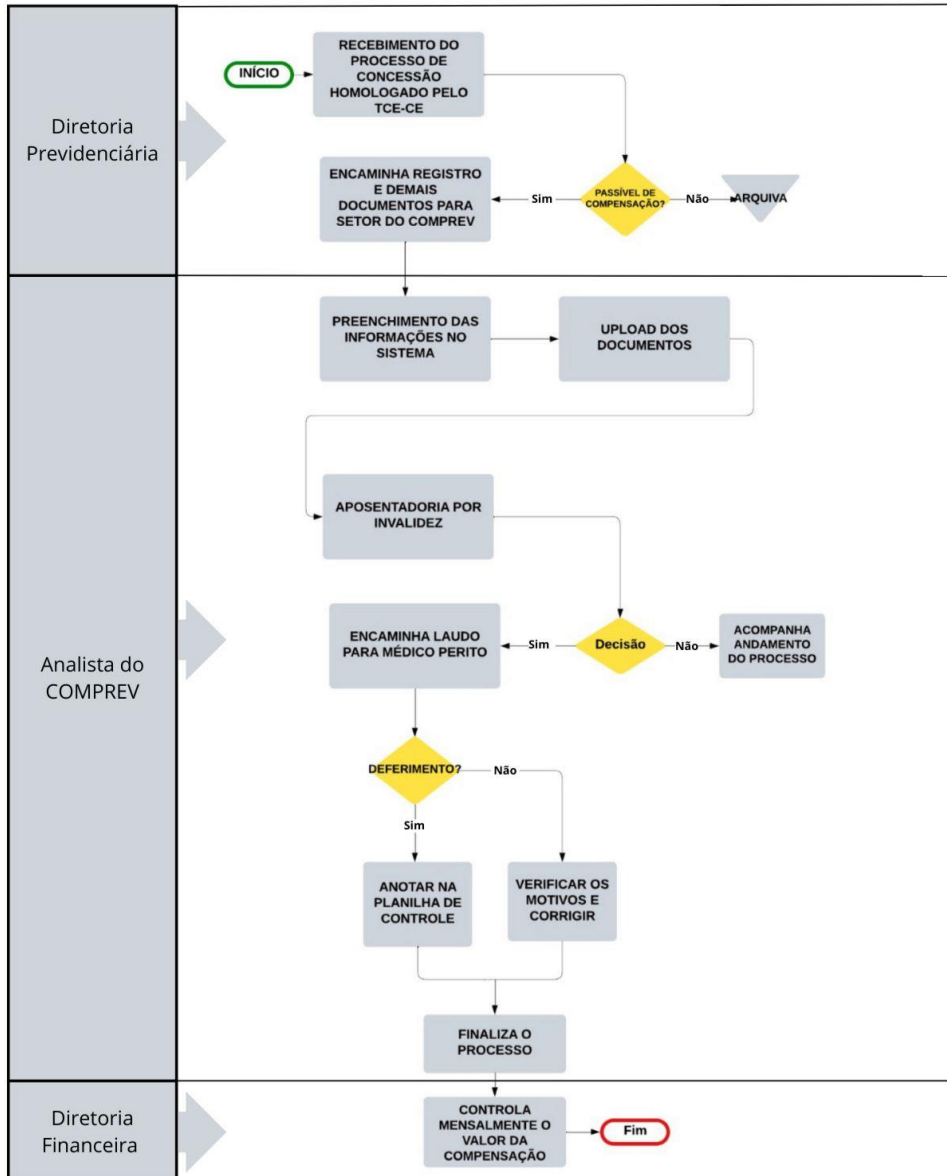 Diretoria
Previdenciária
INÍCIO
RECEBIMENTO DO
PROCESSO DE
CONCESSÃO
HOMOLOGADO PELO
TCE-CE
ENCAMINHA REGISTRO
E DEMAIS
DOCUMENTOS PARA
SETOR DO COMPREV
Sim
PASSÍVEL DE
COMPENSAÇÃO?
Não
ARQUIVA
Analista do
COMPREV
PREENCHIMENTO DAS
INFORMAÇÕES NO
SISTEMA
UPLOAD DOS
DOCUMENTOS
APOSENTADORIA POR
INVALIDEZ
ENCAMINHA LAUDO
PARA MÉDICO PERITO
Sim
Decisão
Não
ACOMPANHA
ANDAMENTO
DO PROCESSO
DEFERIMENTO?
Não
Sim
ANOTAR NA
PLANILHA DE
CONTROLE
VERIFICAR OS
MOTIVOS E
CORRIGIR
FINALIZA O
PROCESSO
Diretoria
Financeira
CONTROLA
MENSALMENTE O
VALOR DA
COMPENSAÇÃO
Fim